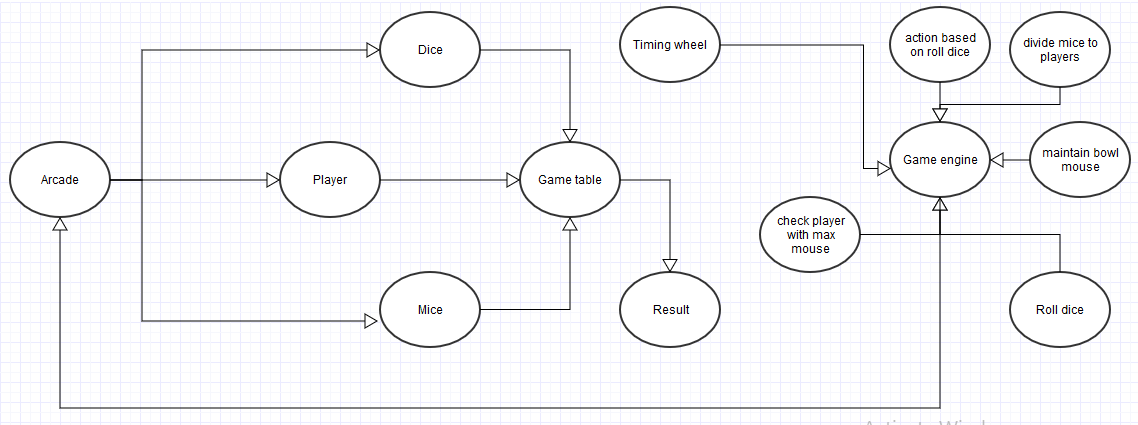 Dice
Timing wheel
action based
on roll dice
divide mice to
players
Arcade
Player
Game table
Game engine
maintain bowl
mouse
check player
with max
mouse
Mice
Result
Roll dice